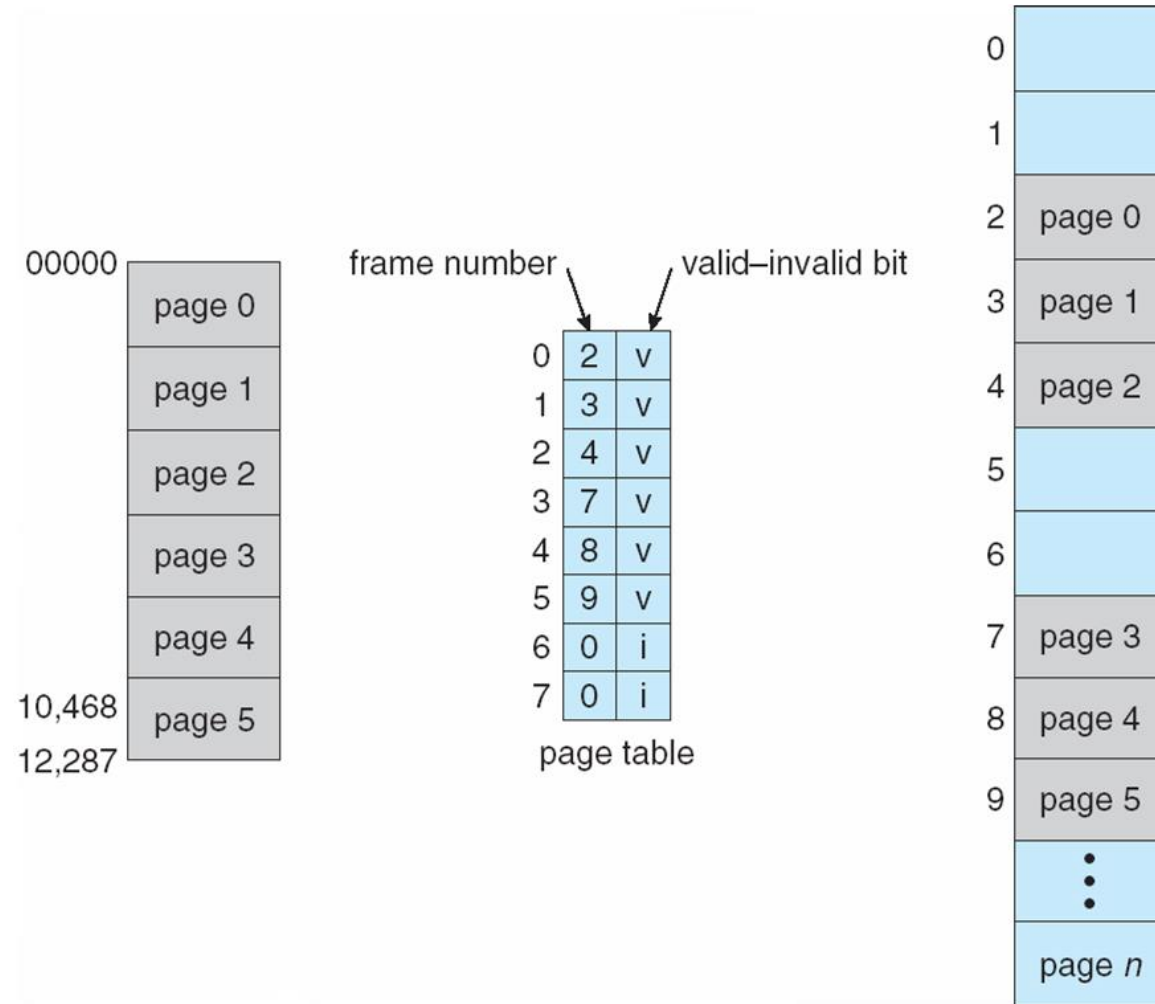 00000
page 0
page 1
page 2
page 3
page 4
10,468
page 5
12,287
frame number
valid–invalid bit
0 2 v
1 3 v
2 4 v
3 7 v
4 8 v
5 9 v
6 0 i
7 0 i
page table
0
1
2 page 0
3 page 1
4 page 2
5
6
7 page 3
8 page 4
9 page 5
page n